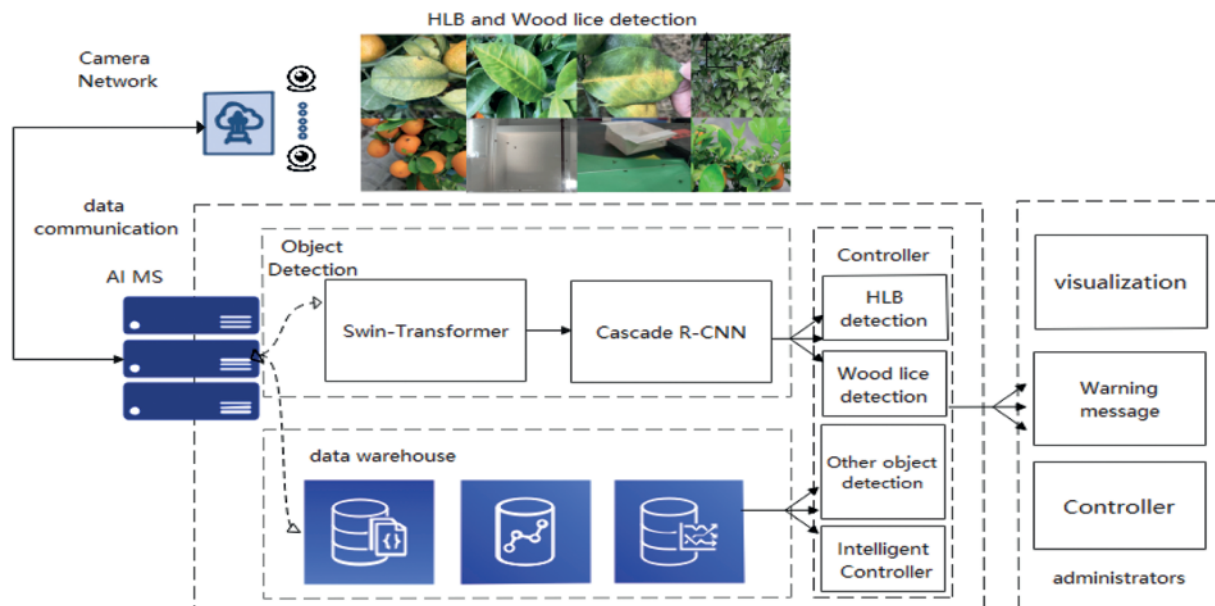 HLB and Wood lice detection
Camera
Network
data
communication
AI MS
Object
Detection
Swin-Transformer
Cascade R-CNN
Controller
HLB
detection
Wood lice
detection
Other object
detection
Intelligent
Controller
data warehouse
visualization
Warning
message
Controller
administrators